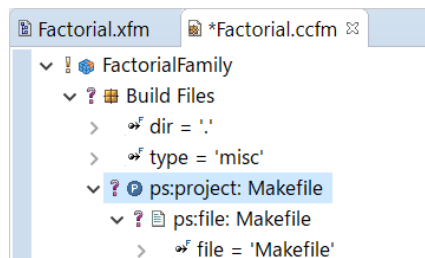 Factorial.xfm *Factorial.ccfm
! FactorialFamily
? Build Files
F dir = '.'
F type = 'misc'
? P ps:project: Makefile
? ps:file: Makefile
F file = 'Makefile'